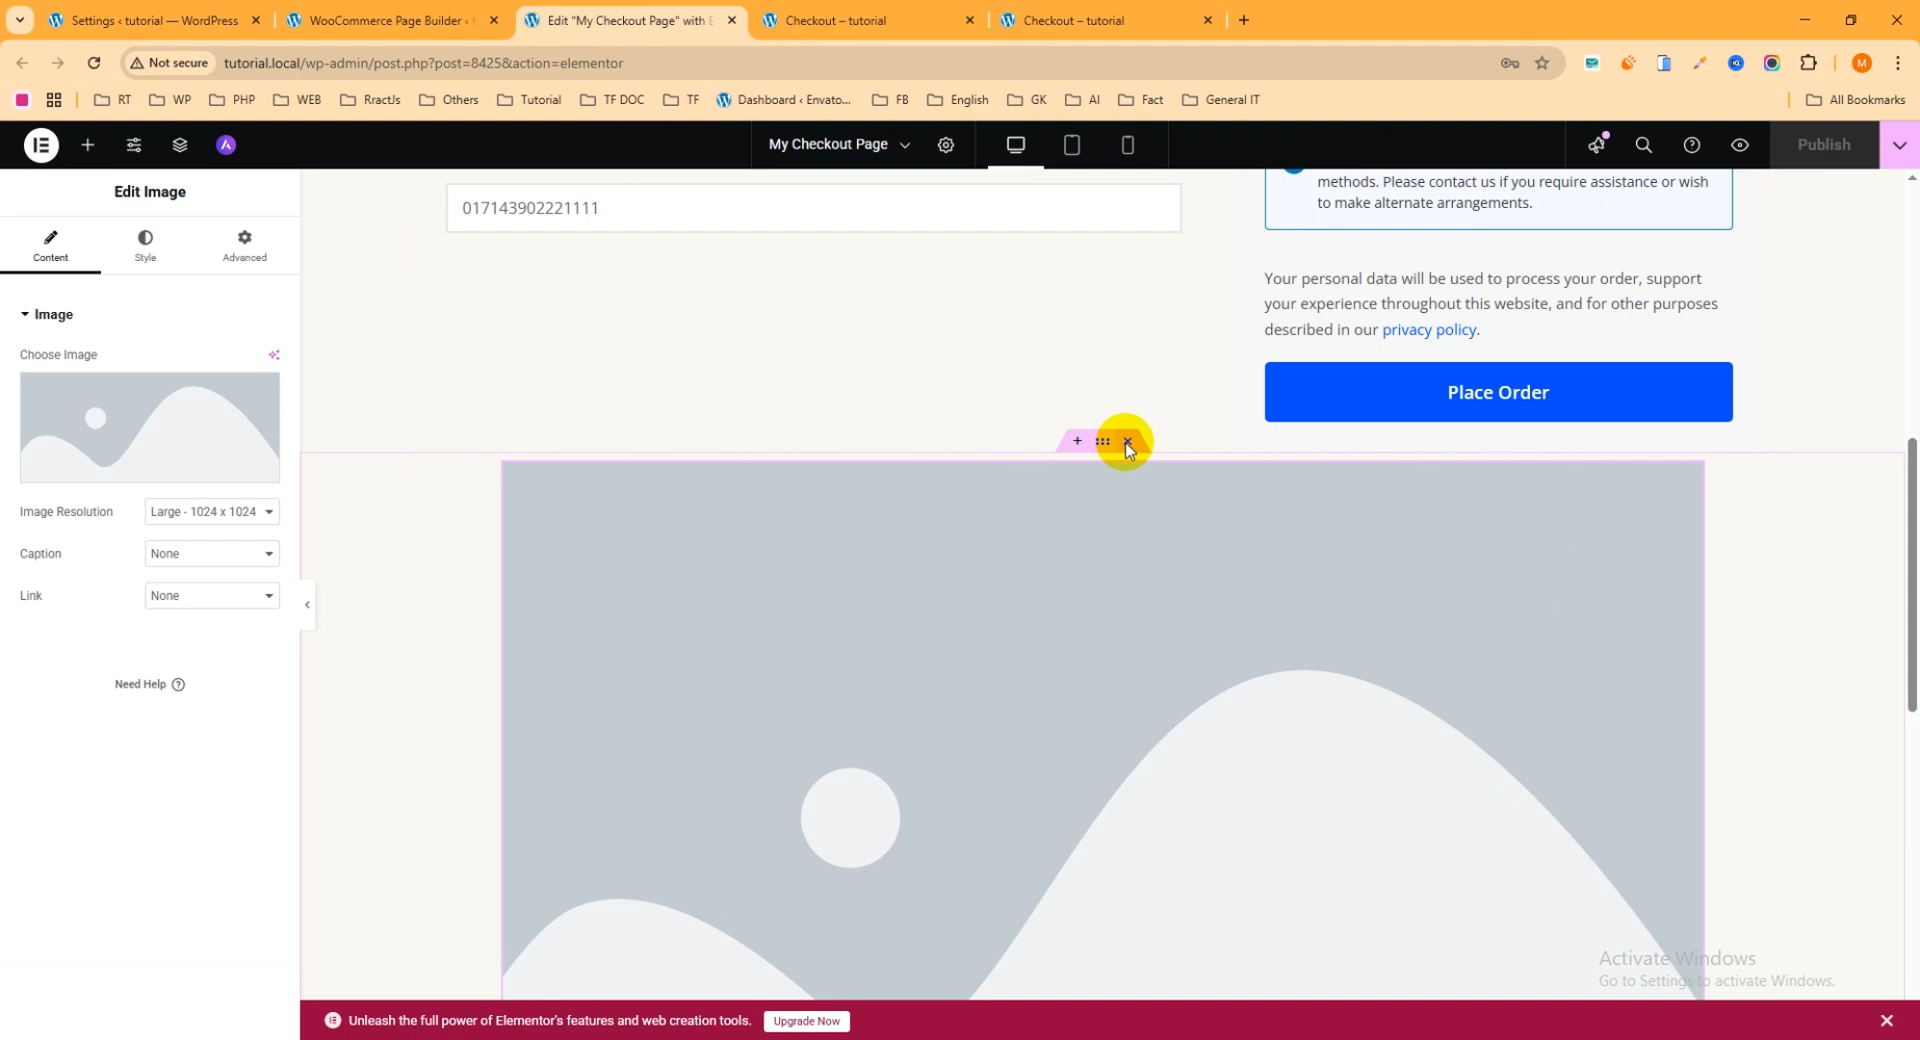 Settings ‹ tutorial — WordPress
WooCommerce Page Builder ‹
Edit "My Checkout Page" with
Checkout – tutorial
Checkout – tutorial
Not secure
tutorial.local/wp-admin/post.php?post=8425&action=elementor
M
RT
WP
PHP
WEB
RractJs
Others
Tutorial
TF DOC
TF
Dashboard ‹ Envato...
FB
English
GK
AI
Fact
General IT
All Bookmarks
My Checkout Page
Publish
Edit Image
Content
Style
Advanced
Image
Choose Image
Image Resolution
Large - 1024 x 1024
Caption
None
Link
None
Need Help
017143902221111
methods. Please contact us if you require assistance or wish
to make alternate arrangements.
Your personal data will be used to process your order, support
your experience throughout this website, and for other purposes
described in our privacy policy.
Place Order
Activate Windows
Go to Settings to activate Windows.
Unleash the full power of Elementor's features and web creation tools.
Upgrade Now